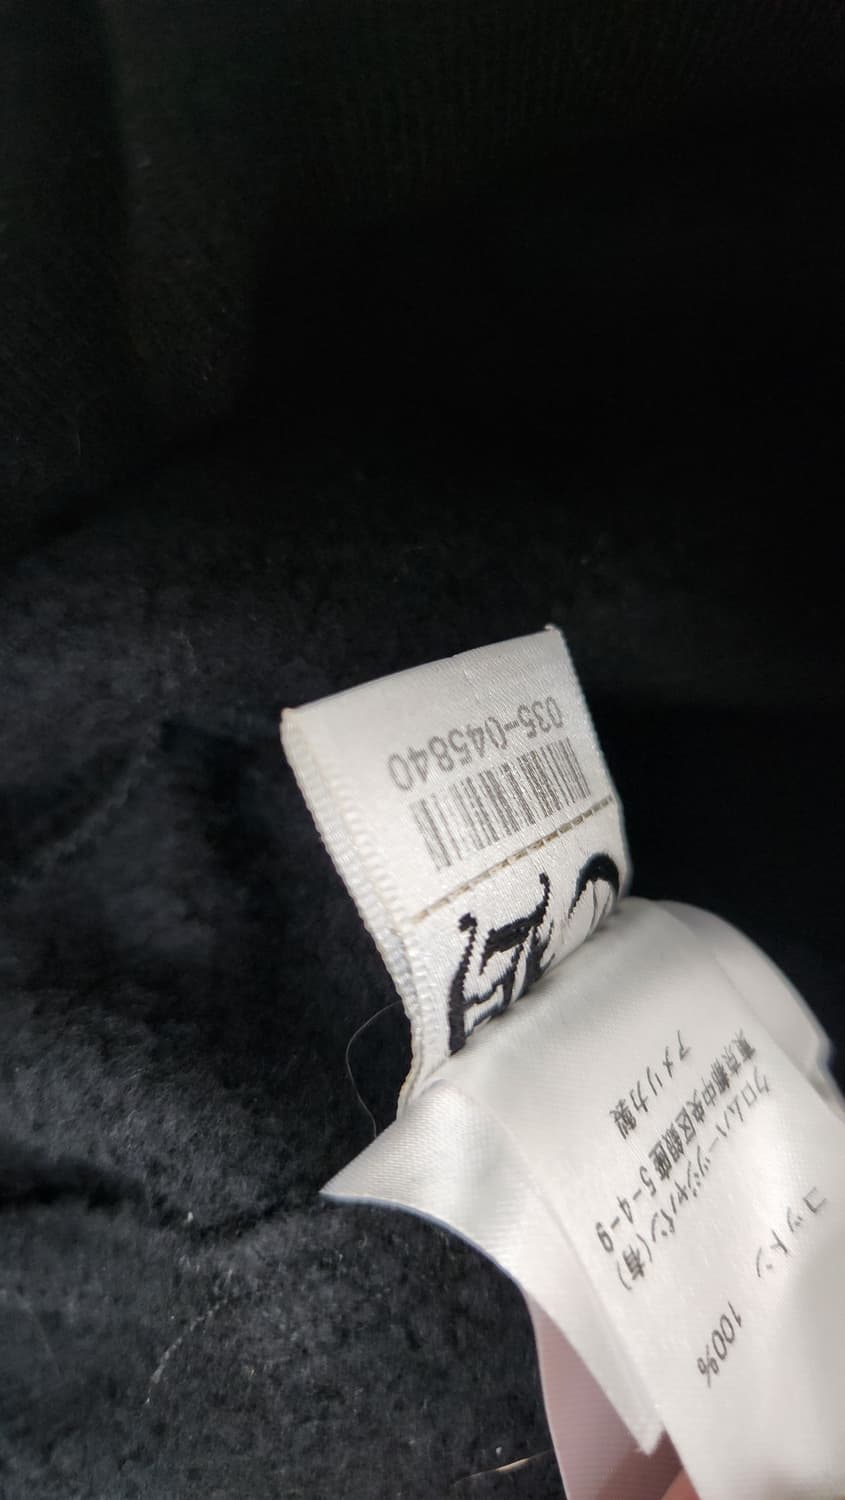 035-045840
コットン 100%
クロムハーツジャパン(有)
東京都中央区銀座5-4-9
アメリカ製